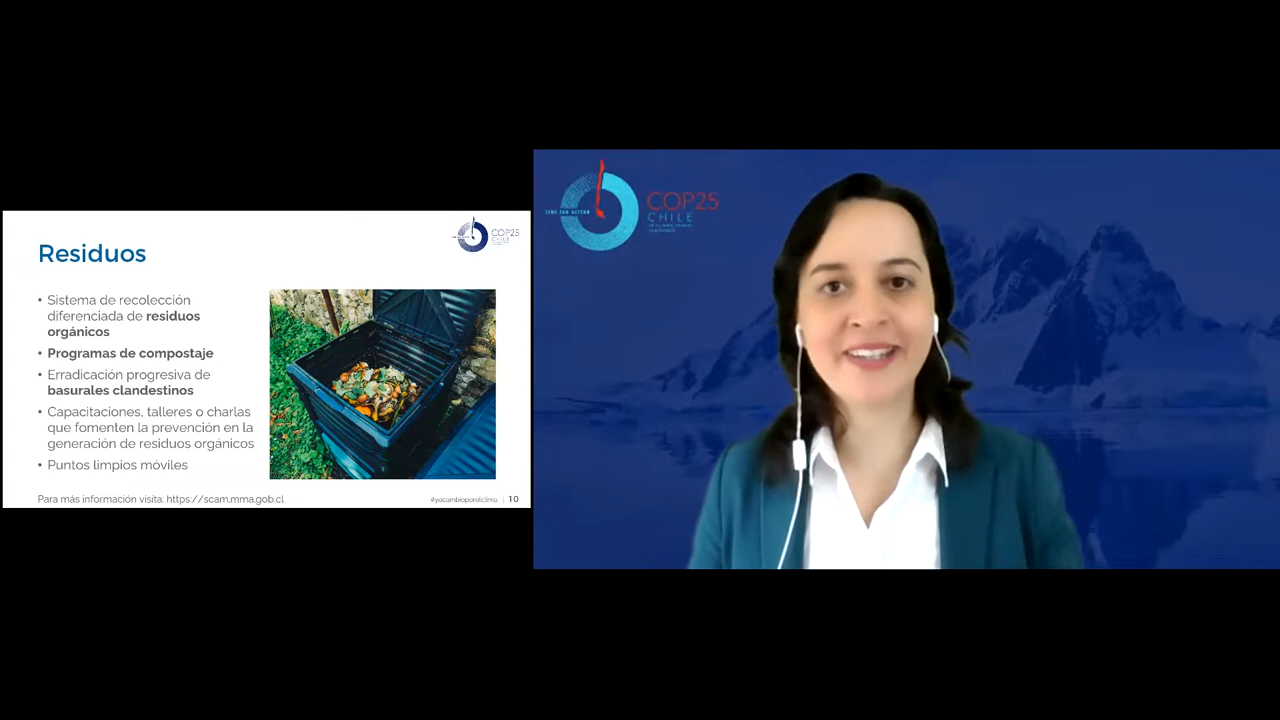 COP25
CHILE
Residuos
• Sistema de recolección
diferenciada de residuos
orgánicos
• Programas de compostaje
• Erradicación progresiva de
basurales clandestinos
• Capacitaciones, talleres o charlas
que fomenten la prevención en la
generación de residuos orgánicos
• Puntos limpios móviles
Para más información visita: https://scam.mma.gob.cl
#yocambioporelclima | 10
TIME FOR ACTION
COP25
CHILE